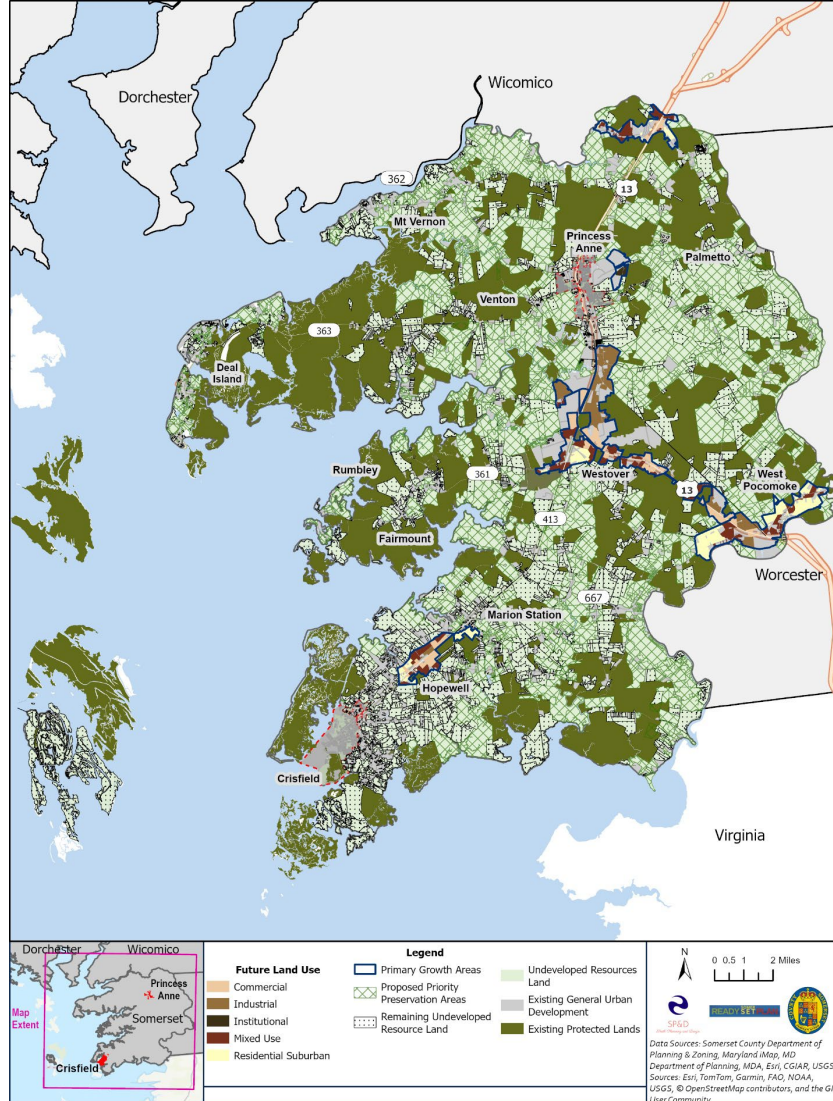 Dorchester
Wicomico
362
13
Mt Vernon
Princess
Anne
Palmetto
Venton
363
Deal
Island
Rumbley
361
Westover
West
Pocomoke
13
413
Fairmount
Worcester
667
Marion Station
Hopewell
Crisfield
Virginia
Dorchester
Wicomico
Princess
Anne
Map
Extent
Somerset
Crisfield
Legend
Future Land Use
Commercial
Industrial
Institutional
Mixed Use
Residential Suburban
Primary Growth Areas
Proposed Priority
Preservation Areas
Remaining Undeveloped
Resource Land
Undeveloped Resources
Land
Existing General Urban
Development
Existing Protected Lands
N
0 0.5 1 2 Miles
SP&D
READY SET
Data Sources: Somerset County Department of
Planning & Zoning, Maryland iMap, MD
Department of Planning, MDA, Esri, CGIAR, USGS
Sources: Esri, TomTom, Garmin, FAO, NOAA,
USGS, © OpenStreetMap contributors, and the GI
User Community